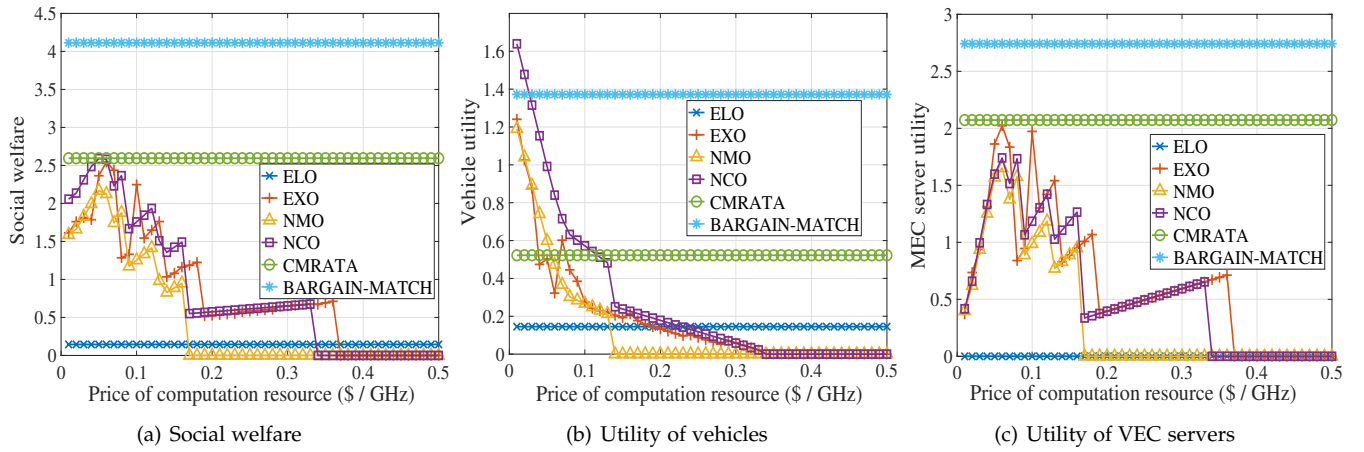 4.5
4
3.5
3
2.5
2
1.5
1
0.5
0
Social welfare
ELO
EXO
NMO
NCO
CMRATA
BARGAIN-MATCH
0 0.1 0.2 0.3 0.4 0.5
Price of computation resource ($ / GHz)
(a) Social welfare
1.6
1.4
1.2
1
0.8
0.6
0.4
0.2
0
Vehicle utility
ELO
EXO
NMO
NCO
CMRATA
BARGAIN-MATCH
0 0.1 0.2 0.3 0.4 0.5
Price of computation resource ($ / GHz)
(b) Utility of vehicles
3
2.5
2
1.5
1
0.5
0
MEC server utility
ELO
EXO
NMO
NCO
CMRATA
BARGAIN-MATCH
0 0.1 0.2 0.3 0.4 0.5
Price of computation resource ($ / GHz)
(c) Utility of VEC servers